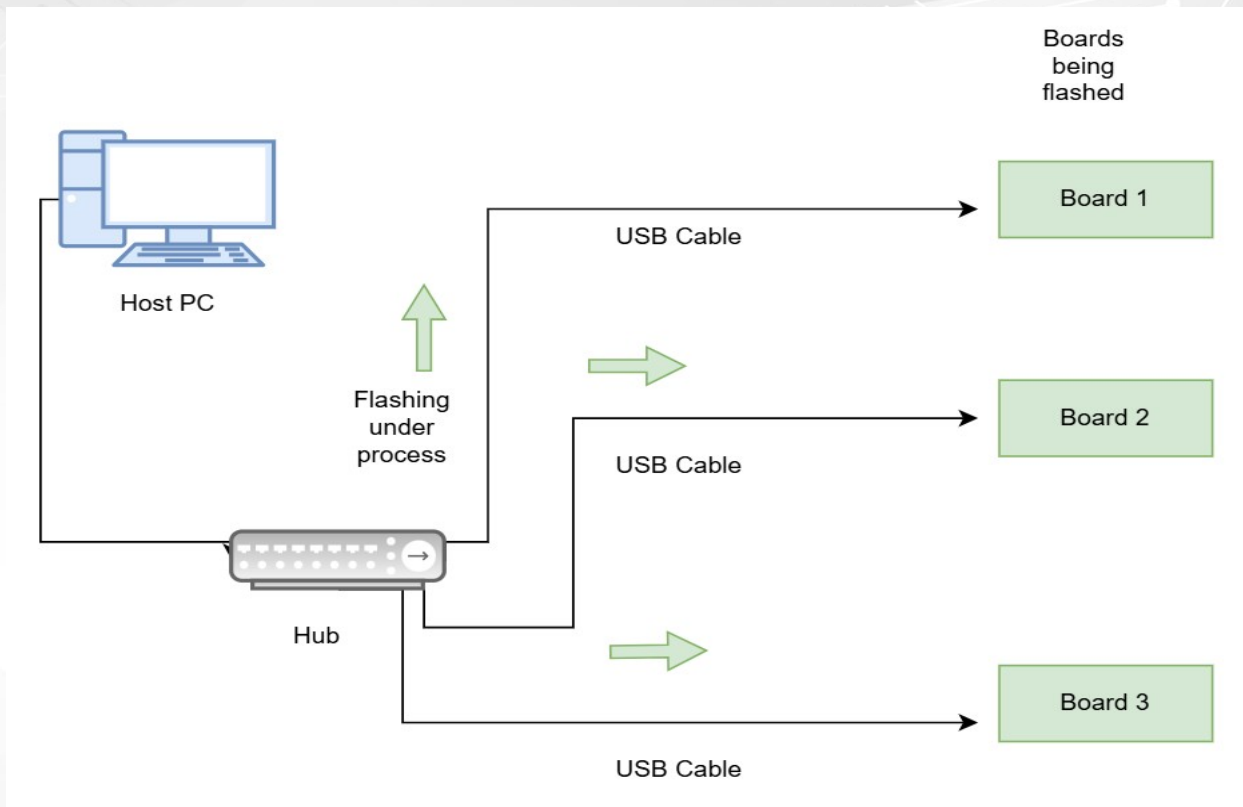 Boards
being
flashed
Board 1
USB Cable
Host PC
Flashing
under
process
Board 2
USB Cable
Hub
Board 3
USB Cable